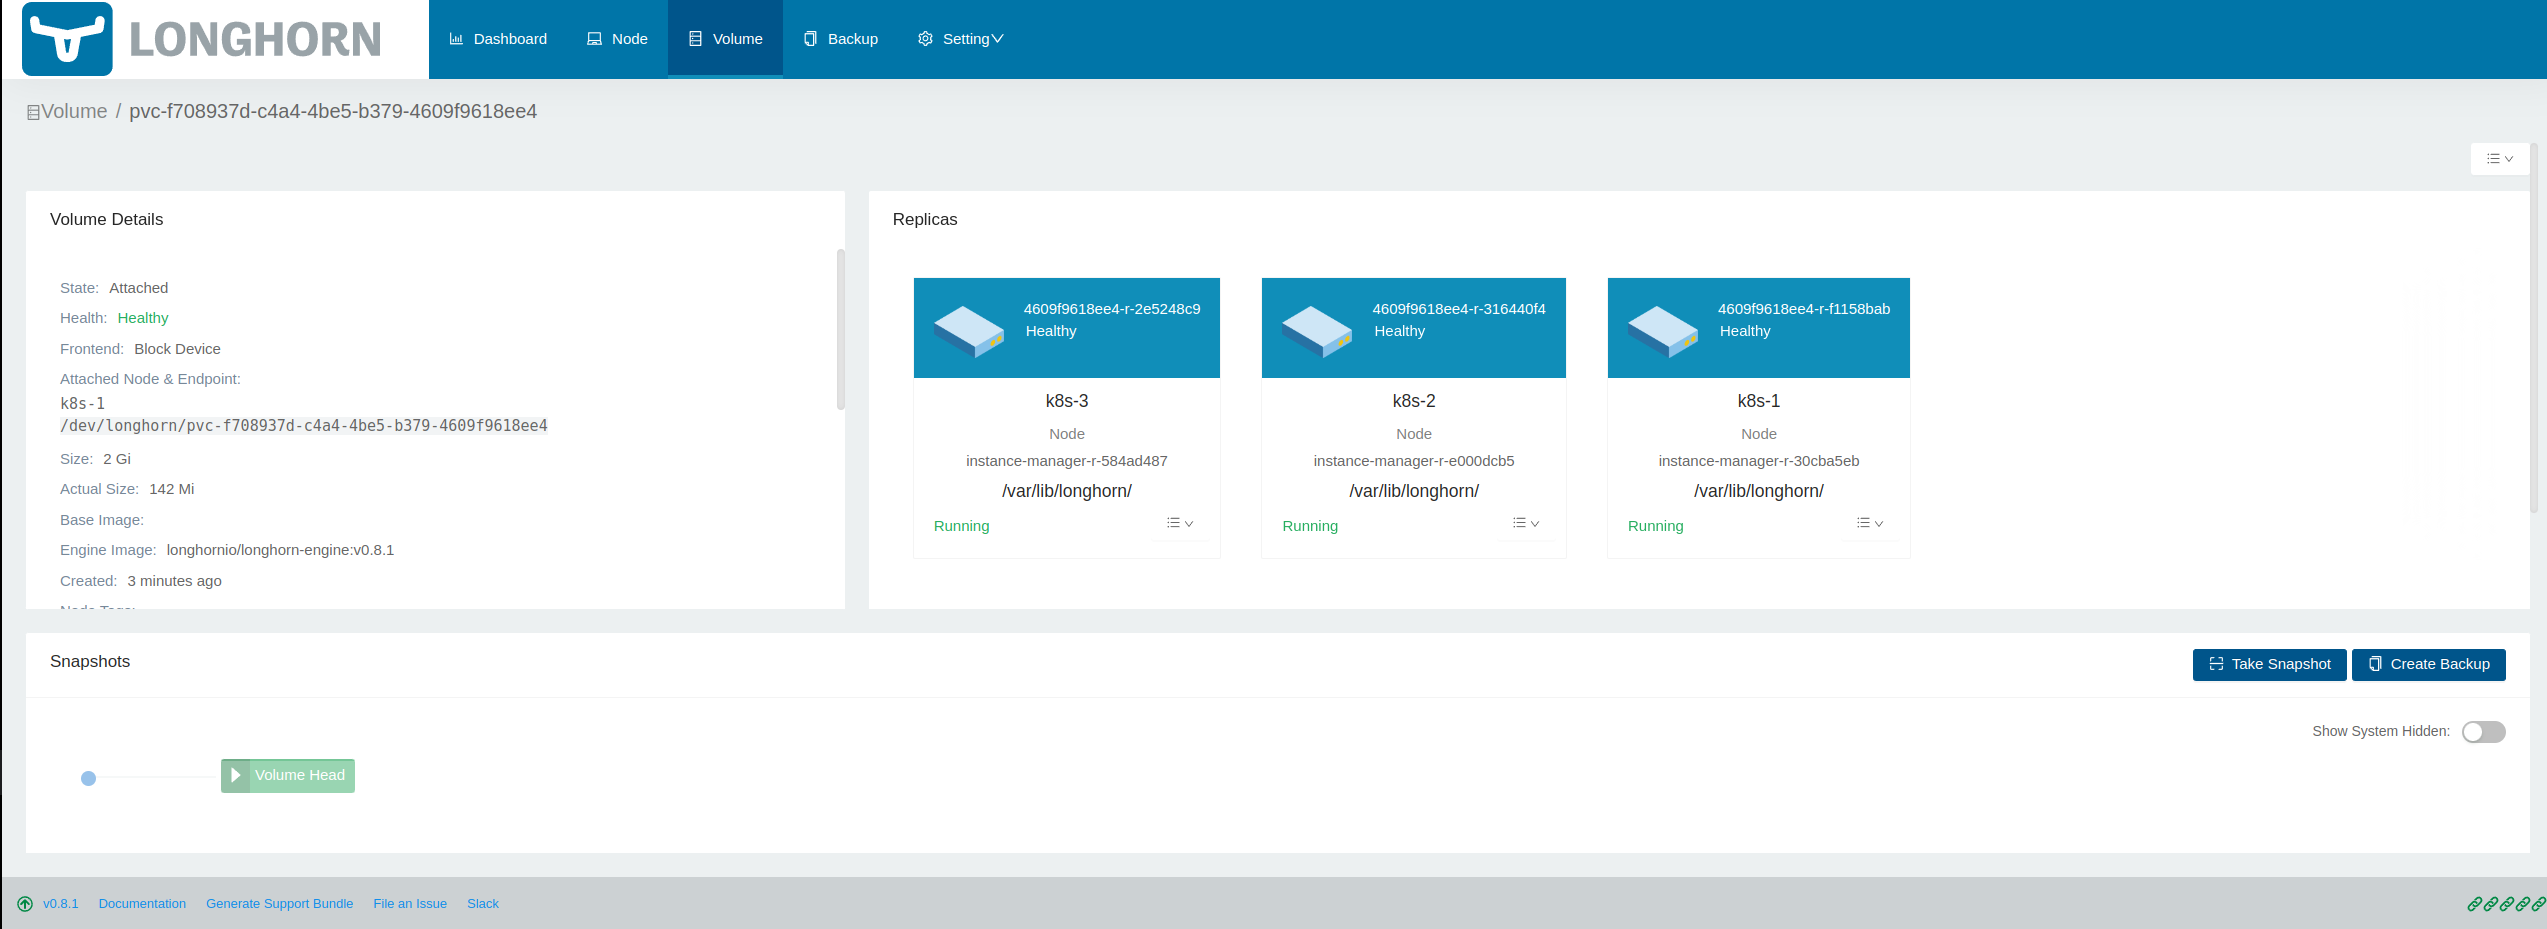 LONGHORN
Dashboard
Node
Volume
Backup
Setting
Volume / pvc-f708937d-c4a4-4be5-b379-4609f9618ee4
Volume Details
State: Attached
Health: Healthy
Frontend: Block Device
Attached Node & Endpoint:
k8s-1
/dev/longhorn/pvc-f708937d-c4a4-4be5-b379-4609f9618ee4
Size: 2 Gi
Actual Size: 142 Mi
Base Image:
Engine Image: longhornio/longhorn-engine:v0.8.1
Created: 3 minutes ago
Replicas
4609f9618ee4-r-2e5248c9
Healthy
k8s-3
Node
instance-manager-r-584ad487
/var/lib/longhorn/
Running
4609f9618ee4-r-316440f4
Healthy
k8s-2
Node
instance-manager-r-e000dcb5
/var/lib/longhorn/
Running
4609f9618ee4-r-f1158bab
Healthy
k8s-1
Node
instance-manager-r-30cba5eb
/var/lib/longhorn/
Running
Snapshots
Take Snapshot
Create Backup
Show System Hidden:
Volume Head
v0.8.1
Documentation
Generate Support Bundle
File an Issue
Slack